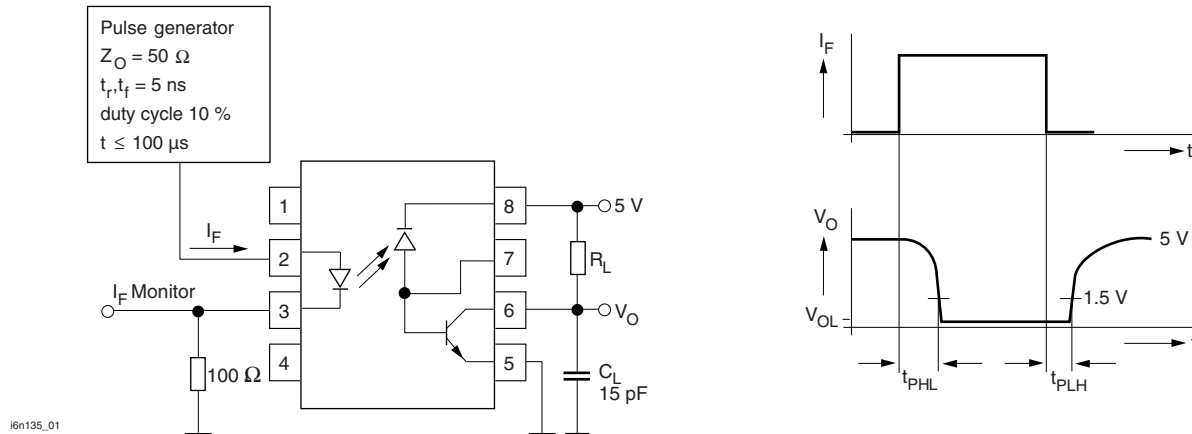 Pulse generator
Z_O = 50 Ω
t_r,t_f = 5 ns
duty cycle 10 %
t ≤ 100 µs
I_F
I_F Monitor
100 Ω
1
2
3
4
8
7
6
5
5 V
R_L
V_O
C_L
15 pF
i6n135_01
I_F
t
V_O
5 V
1.5 V
V_OL
t_PHL
t_PLH